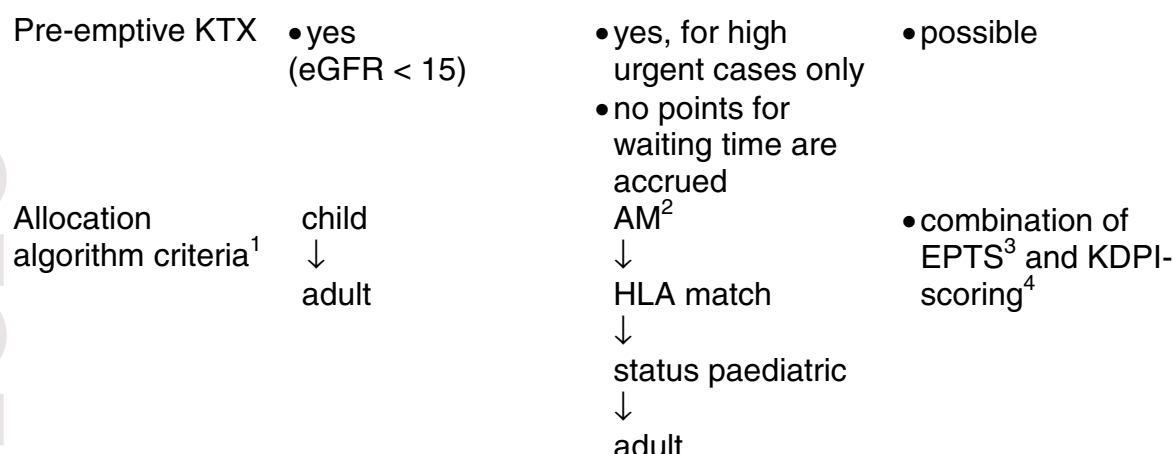 Pre-emptive KTX
• yes
(eGFR < 15)
• yes, for high
urgent cases only
• no points for
waiting time are
accrued
• possible
Allocation
algorithm criteria¹
child
↓
adult
AM²
↓
HLA match
↓
status paediatric
↓
adult
• combination of
EPTS³ and KDPI-
scoring⁴